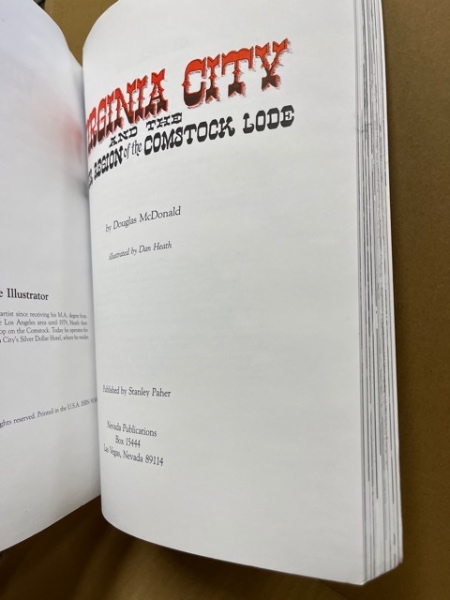 e Illustrator
artist since receiving his M.A. degree from
Los Angeles area until 1975. Heath then
op on the Comstock. Today he operates the
City's Silver Dollar Hotel, where he resides
ghts reserved. Printed in the U.S.A. ISBN
RGINIA CITY
AND THE
REGION of the COMSTOCK LODE
by Douglas McDonald
illustrated by Dan Heath
Published by Stanley Paher
Nevada Publications
Box 15444
Las Vegas, Nevada 89114